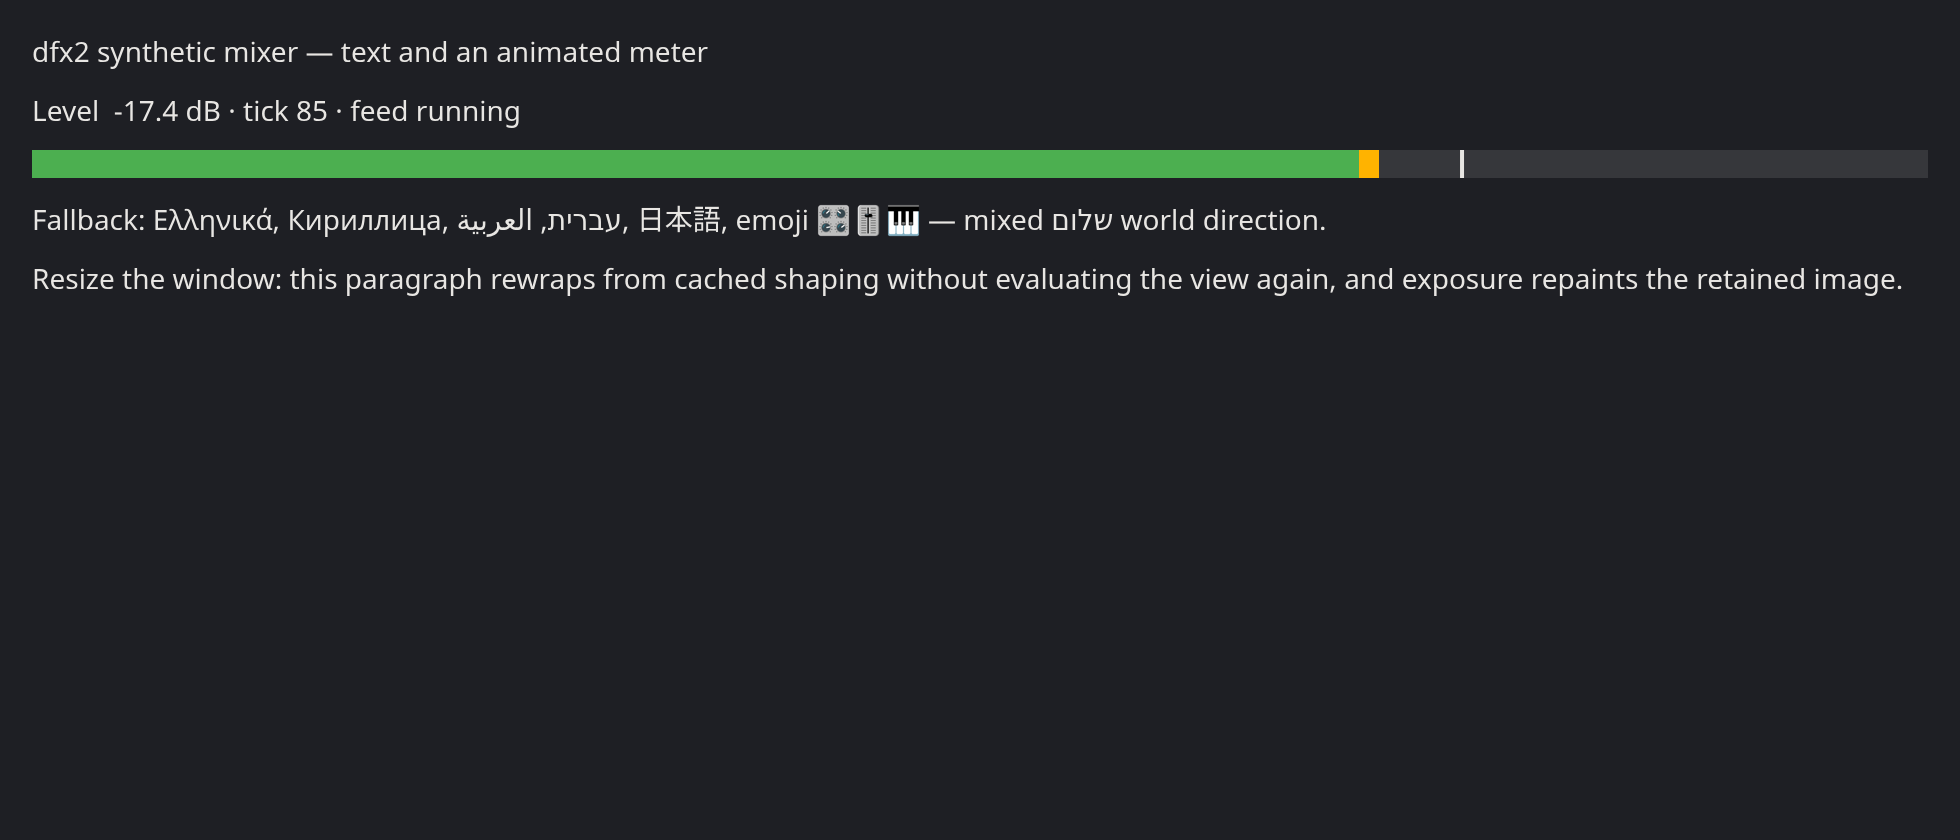 dfx2 synthetic mixer — text and an animated meter
Level  -17.4 dB · tick 85 · feed running
Fallback: Ελληνικά, Кириллица, العربية, עברית, 日本語, emoji 🎛🎚🎹 — mixed שלום world direction.
Resize the window: this paragraph rewraps from cached shaping without evaluating the view again, and exposure repaints the retained image.